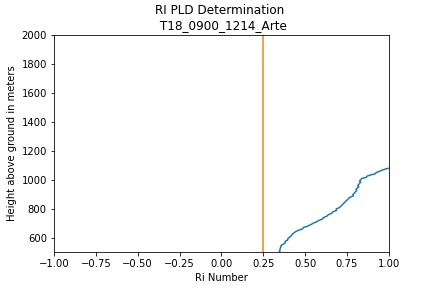 RI PLD Determination
T18_0900_1214_Arte
Height above ground in meters
2000
1800
1600
1400
1200
1000
800
600
−1.00 −0.75 −0.50 −0.25 0.00 0.25 0.50 0.75 1.00
Ri Number